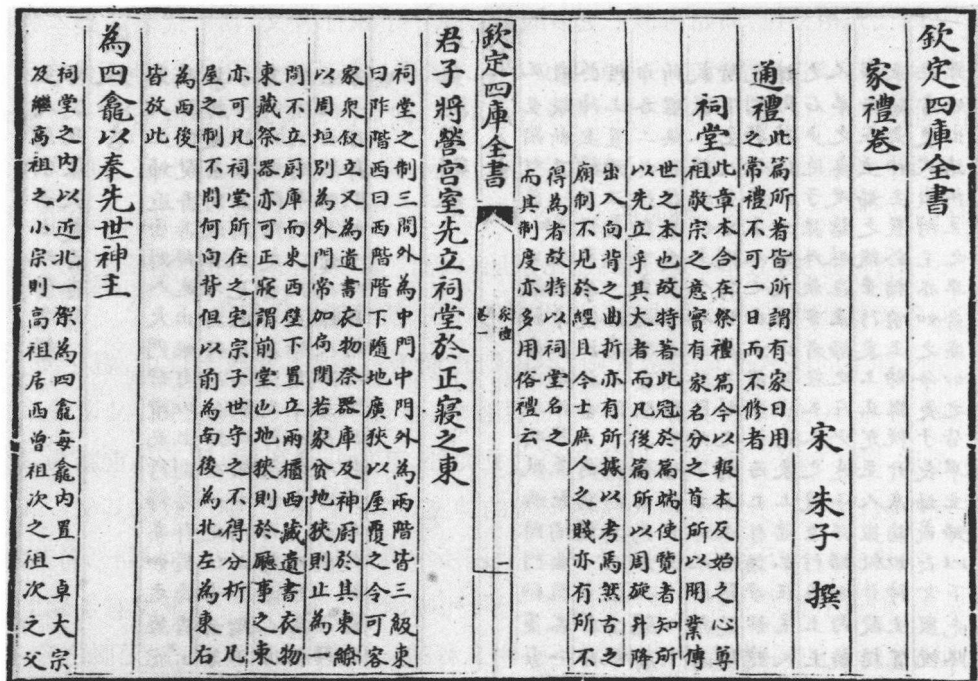 欽定四庫全書
家禮卷一
宋 朱子 撰
通禮此篇所著皆所謂有家日用
之常禮不可一日而不修者
祠堂此章本合在祭禮篇今以報本反始之心尊
祖敬宗之意實有家名分之首所以開業傳
世之本也故特著此冠於篇端使覽者知所
以先立乎其大者而凡後篇所以周旋升降
出入向背之曲折亦有所據以考焉然古之
廟制不見於經且今士庶人之賤亦有所不
得為者故特以祠堂名之
而其制度亦多用俗禮云
欽定四庫全書
家禮
卷一
一
君子將營宮室先立祠堂於正寢之東
祠堂之制三間外為中門中門外為兩階皆三級東
曰阼階西曰西階階下隨地廣狹以屋覆之令可容
家衆敘立又為遺書衣物祭器庫及神廚於其東繚
以周垣別為外門常加扃閉若家貧地狹則止為一
間不立廚庫而東西壁下置立兩櫃西藏遺書衣物
東藏祭器亦可正寢謂前堂也地狹則於廳事之東
亦可凡祠堂所在之宅宗子世守之不得分析凡
屋之制不問何向背但以前為南後為北左為東右
為西後
皆放此
為四龕以奉先世神主
祠堂之內以近北一架為四龕每龕內置一卓大宗
及繼高祖之小宗則高祖居西曾祖次之祖次之父